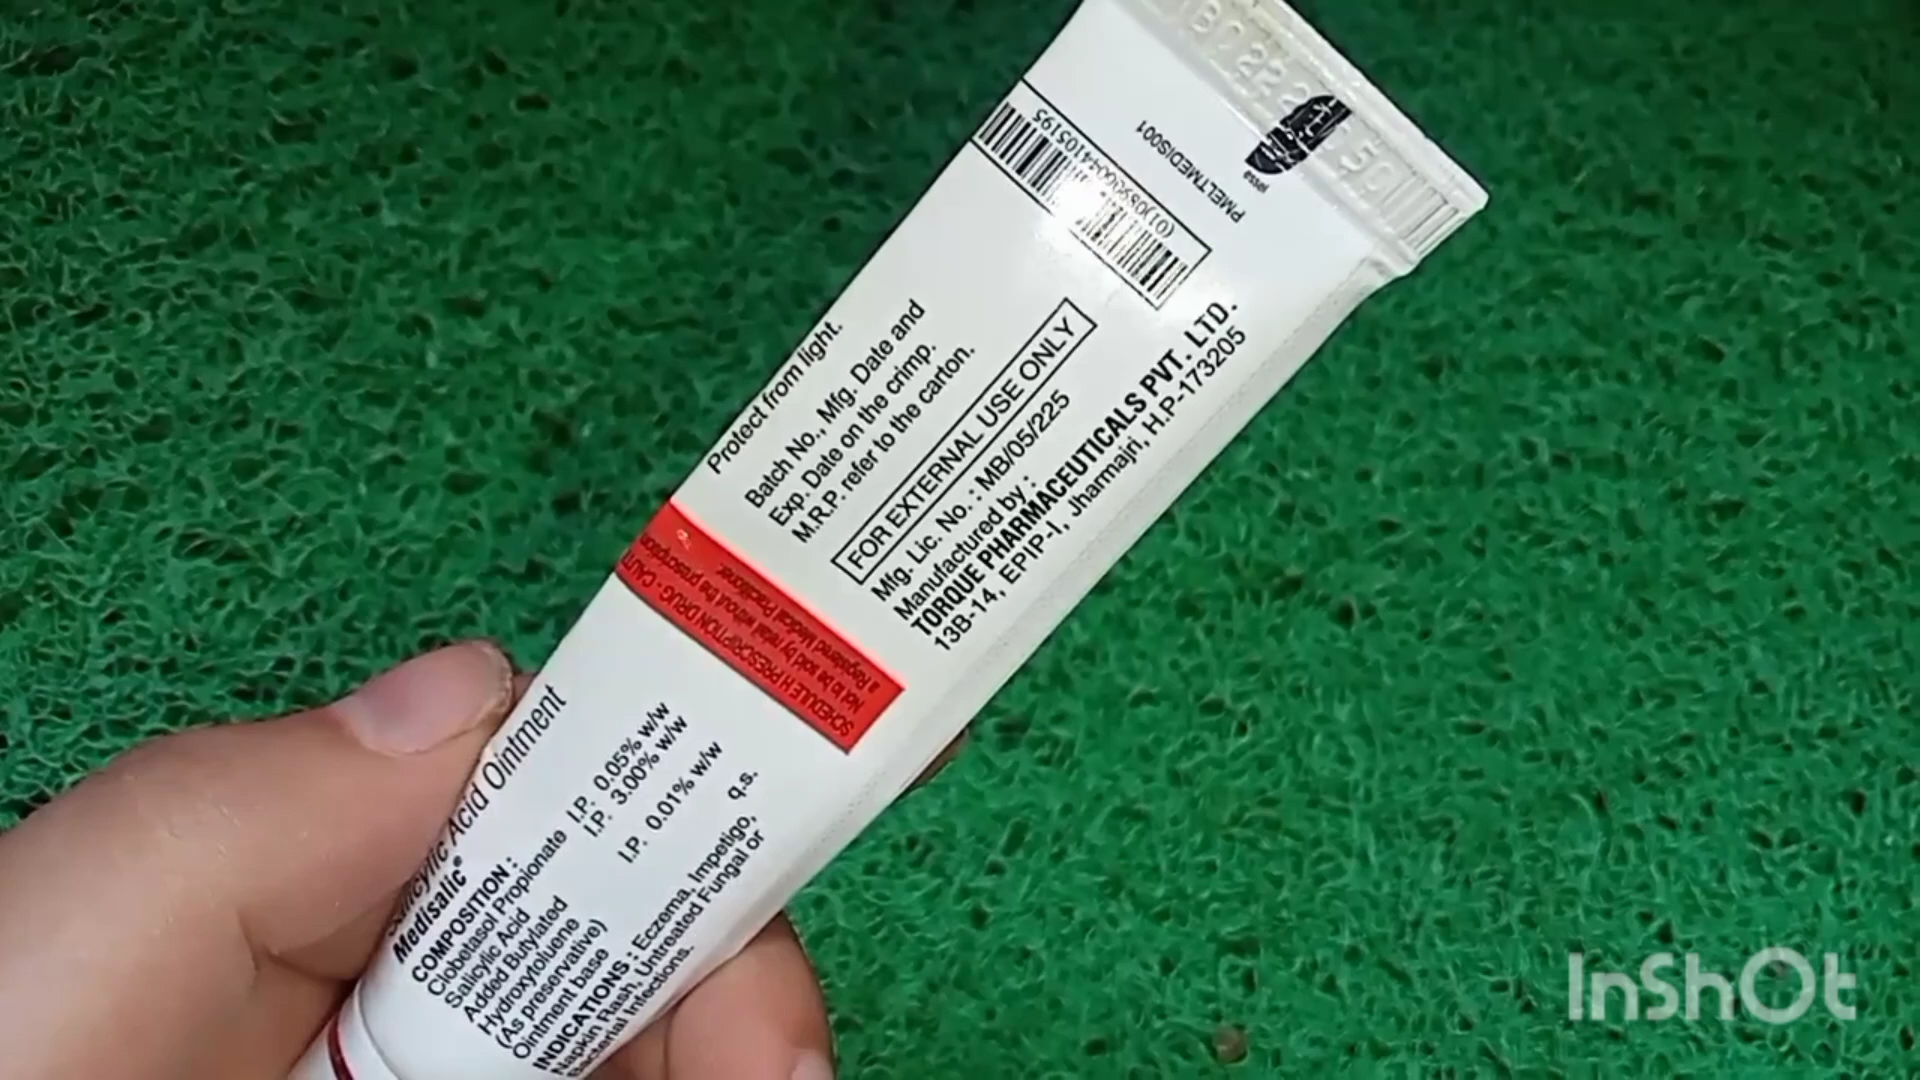 Salicylic Acid Ointment
Medisalic®
COMPOSITION :
Clobetasol Propionate I.P. 0.05% w/w
Salicylic Acid I.P. 3.00% w/w
Added Butylated
Hydroxytoluene I.P. 0.01% w/w
(As preservative)
Ointment base q.s.
INDICATIONS : Eczema, Impetigo,
Napkin Rash, Untreated Fungal or
Bacterial Infections.
SCHEDULE H PRESCRIPTION DRUG :
Not to be sold by retail without the prescription
a Registered Medical Practitioner.
Protect from light.
Batch No., Mfg. Date and
Exp. Date on the crimp.
M.R.P. refer to the carton.
FOR EXTERNAL USE ONLY
Mfg. Lic. No. : MB/05/225
Manufactured by :
TORQUE PHARMACEUTICALS PVT. LTD.
13B-14, EPIP-I, Jharmajri, H.P-173205
PMELTMEDIS001
InShOt